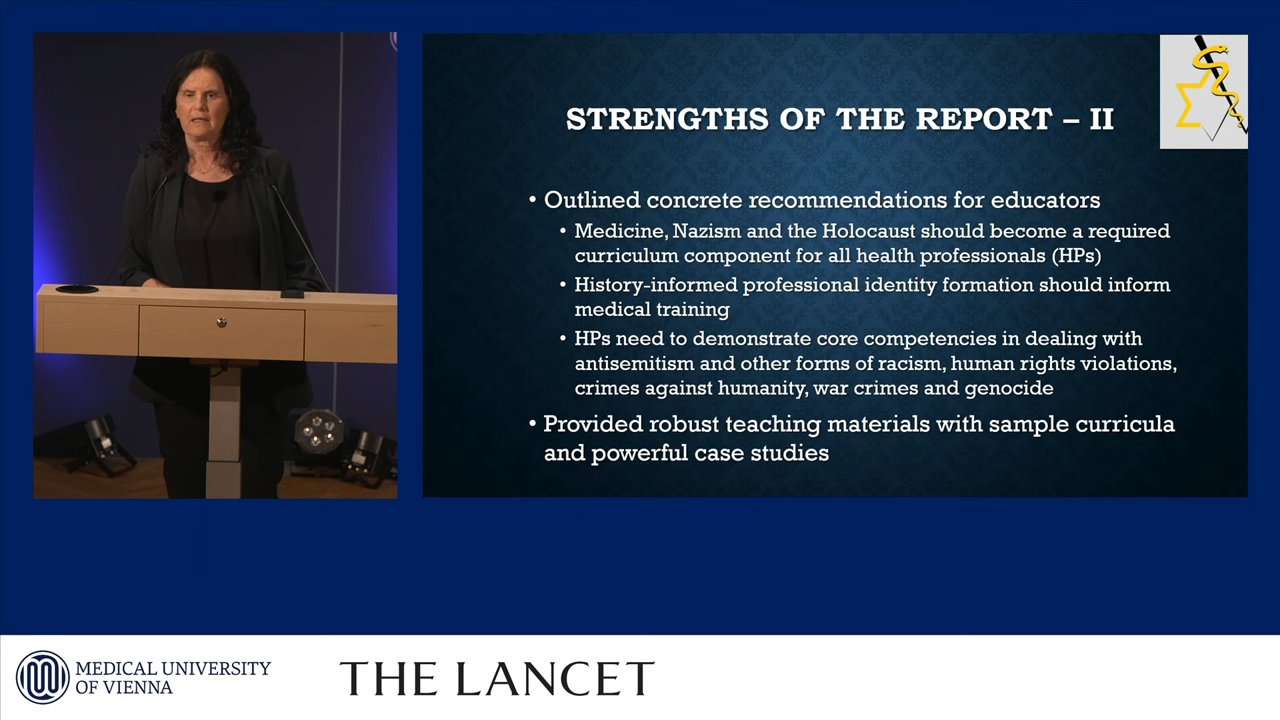 STRENGTHS OF THE REPORT – II
• Outlined concrete recommendations for educators
• Medicine, Nazism and the Holocaust should become a required
curriculum component for all health professionals (HPs)
• History-informed professional identity formation should inform
medical training
• HPs need to demonstrate core competencies in dealing with
antisemitism and other forms of racism, human rights violations,
crimes against humanity, war crimes and genocide
• Provided robust teaching materials with sample curricula
and powerful case studies
MEDICAL UNIVERSITY
OF VIENNA
THE LANCET